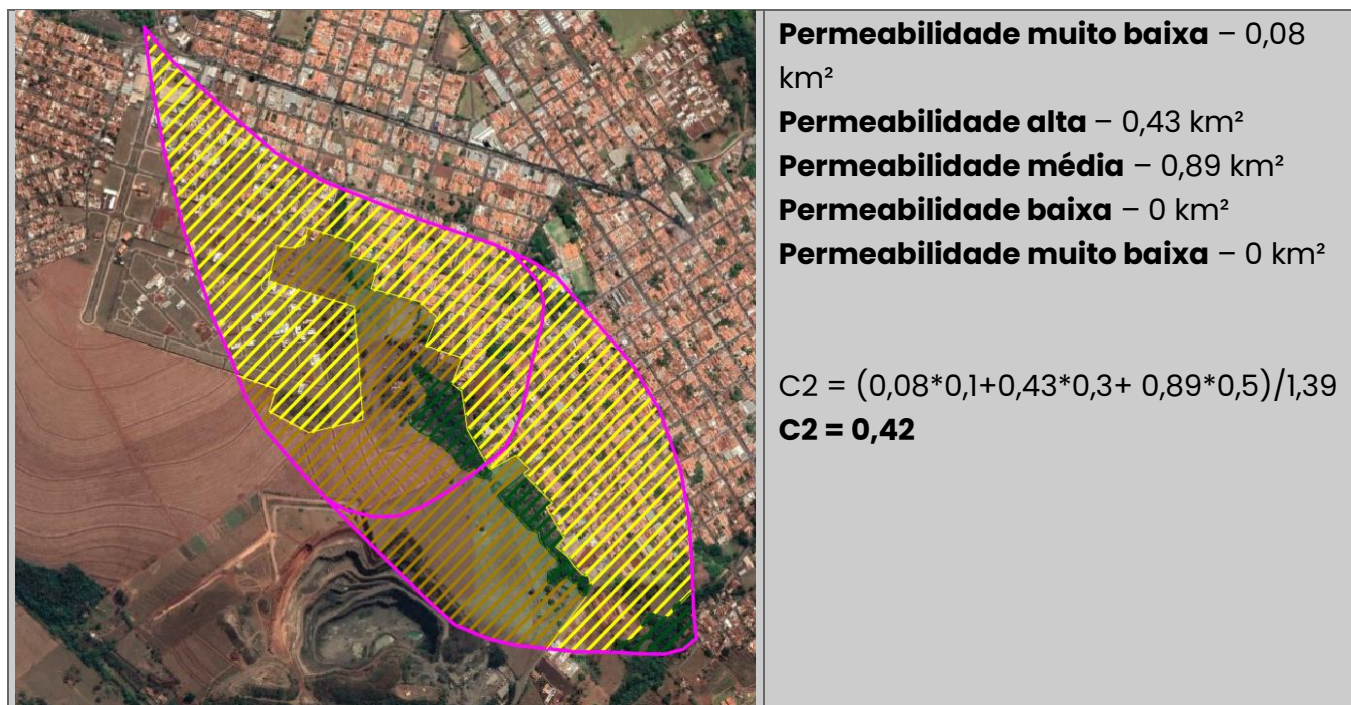 Permeabilidade muito baixa – 0,08
km²
Permeabilidade alta – 0,43 km²
Permeabilidade média – 0,89 km²
Permeabilidade baixa – 0 km²
Permeabilidade muito baixa – 0 km²
C2 = (0,08*0,1+0,43*0,3+ 0,89*0,5)/1,39
C2 = 0,42